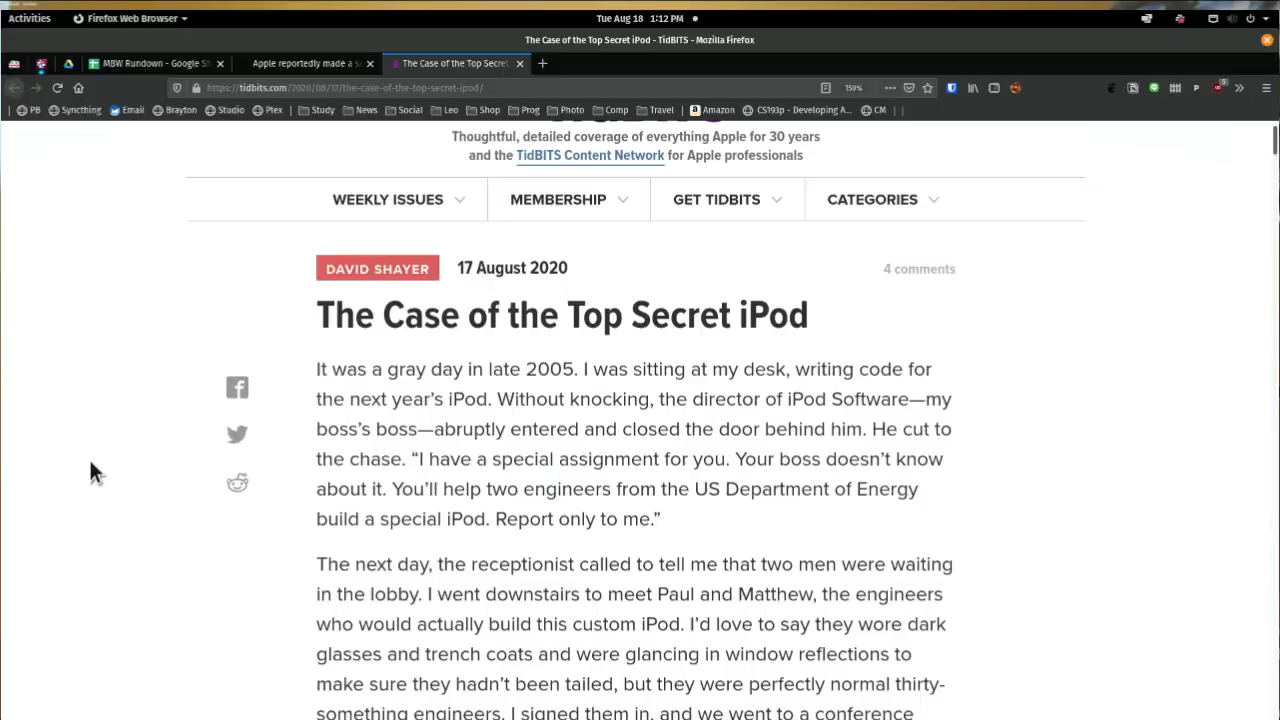 Activities
Firefox Web Browser
Tue Aug 18 1:12 PM
The Case of the Top Secret iPod - TidBITS - Mozilla Firefox
MBW Rundown - Google Sh
Apple reportedly made a s
The Case of the Top Secret
https://tidbits.com/2020/08/17/the-case-of-the-top-secret-ipod/
150%
PB
Syncthing
Email
Brayton
Studio
Plex
Study
News
Social
Leo
Shop
Prog
Photo
Comp
Travel
Amazon
CS193p - Developing A...
CM
Thoughtful, detailed coverage of everything Apple for 30 years
and the TidBITS Content Network for Apple professionals
WEEKLY ISSUES
MEMBERSHIP
GET TIDBITS
CATEGORIES
DAVID SHAYER
17 August 2020
4 comments
The Case of the Top Secret iPod
It was a gray day in late 2005. I was sitting at my desk, writing code for
the next year’s iPod. Without knocking, the director of iPod Software—my
boss’s boss—abruptly entered and closed the door behind him. He cut to
the chase. “I have a special assignment for you. Your boss doesn’t know
about it. You’ll help two engineers from the US Department of Energy
build a special iPod. Report only to me.”
The next day, the receptionist called to tell me that two men were waiting
in the lobby. I went downstairs to meet Paul and Matthew, the engineers
who would actually build this custom iPod. I’d love to say they wore dark
glasses and trench coats and were glancing in window reflections to
make sure they hadn’t been tailed, but they were perfectly normal thirty-
something engineers. I signed them in, and we went to a conference